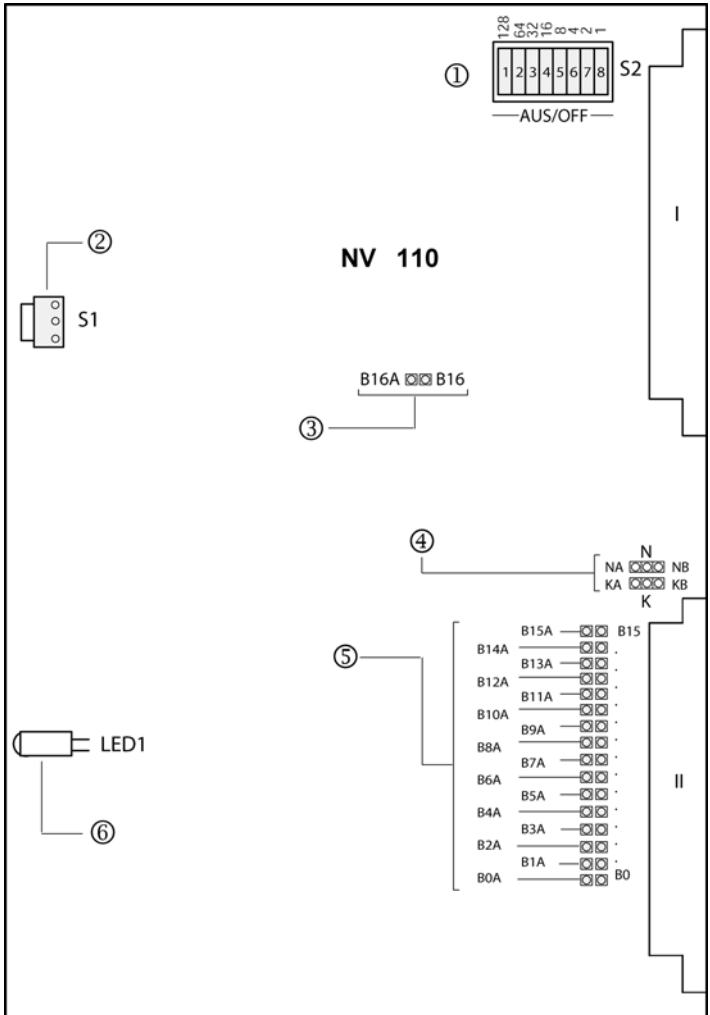 128 64 32 16 8 4 2 1
① 1 2 3 4 5 6 7 8 S2
AUS/OFF
I
②
NV 110
S1
B16A B16
③
④
N
NA NB
KA KB
K
B15A B15
⑤
B14A
B13A
B12A
B11A
B10A
B9A
B8A
LED1
B7A
II
B6A
B5A
B4A
⑥
B3A
B2A
B1A
B0A B0